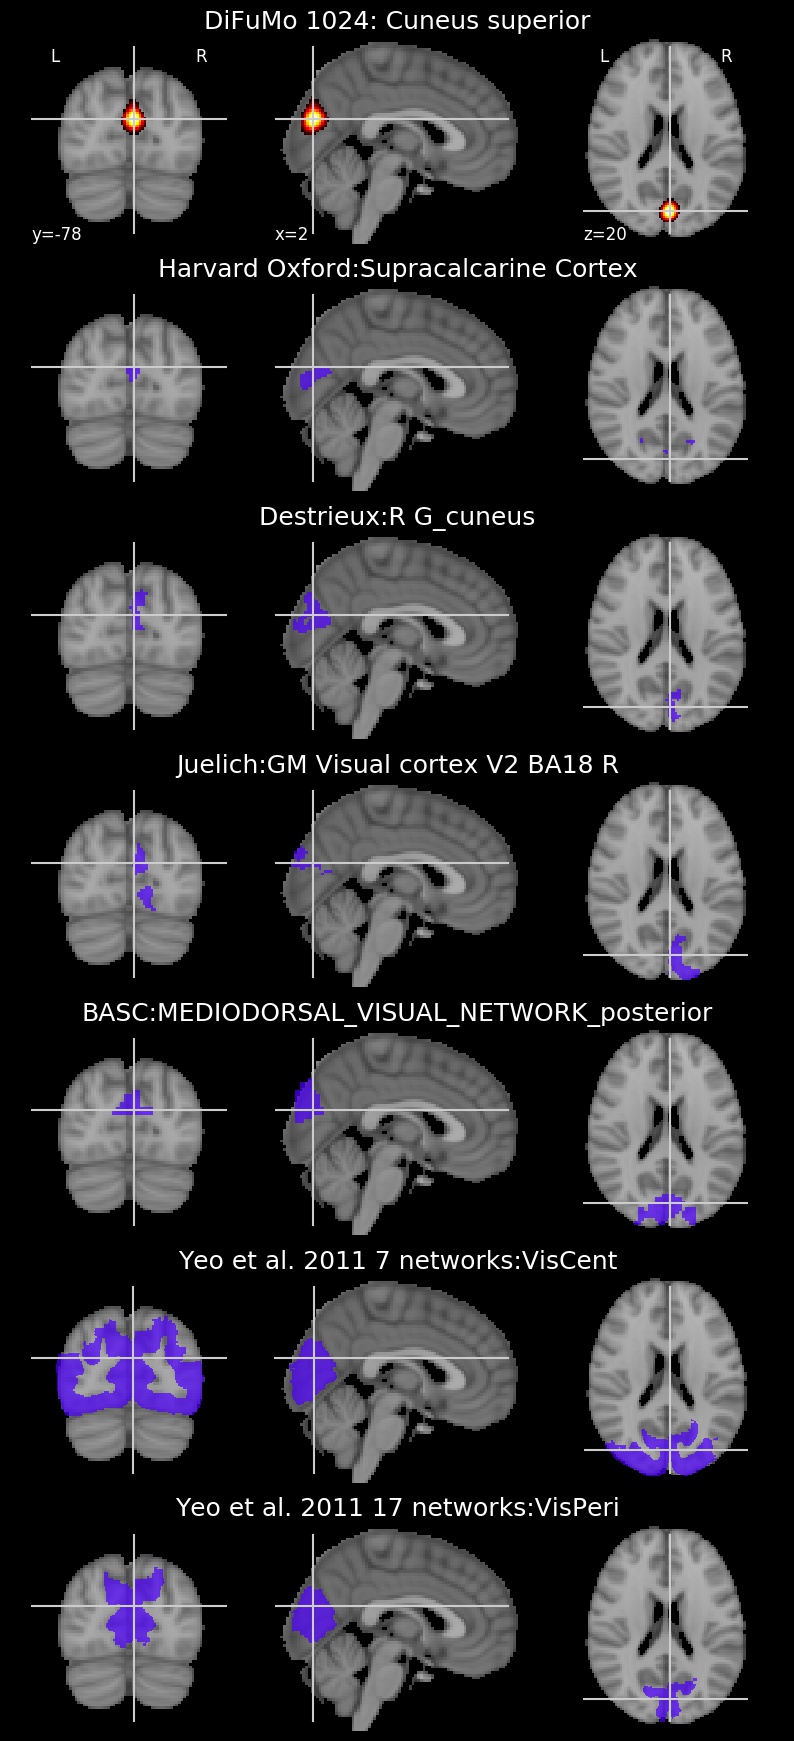 DiFuMo 1024: Cuneus superior
L R L R
y=-78 x=2 z=20
Harvard Oxford:Supracalcarine Cortex
Destrieux:R G_cuneus
Juelich:GM Visual cortex V2 BA18 R
BASC:MEDIODORSAL_VISUAL_NETWORK_posterior
Yeo et al. 2011 7 networks:VisCent
Yeo et al. 2011 17 networks:VisPeri